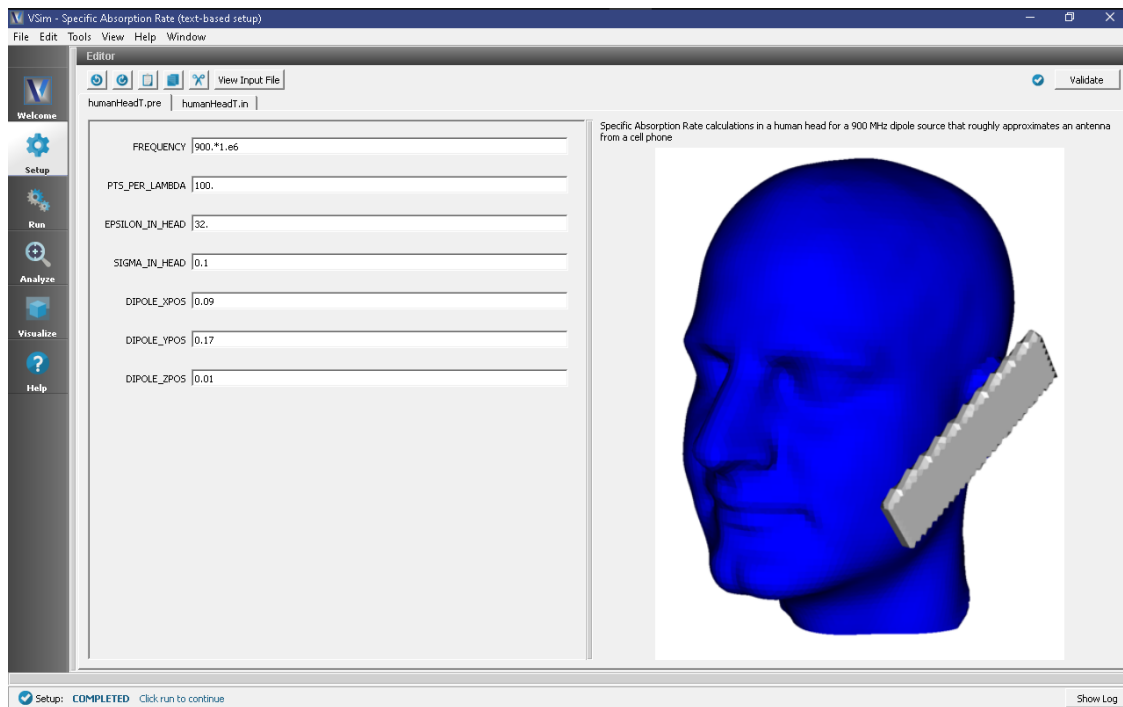 VSim - Specific Absorption Rate (text-based setup)
File Edit Tools View Help Window
Editor
View Input File
Validate
humanHeadT.pre
humanHeadT.in
Welcome
Setup
Run
Analyze
Visualize
Help
FREQUENCY 900.*1.e6
PTS_PER_LAMBDA 100.
EPSILON_IN_HEAD 32.
SIGMA_IN_HEAD 0.1
DIPOLE_XPOS 0.09
DIPOLE_YPOS 0.17
DIPOLE_ZPOS 0.01
Specific Absorption Rate calculations in a human head for a 900 MHz dipole source that roughly approximates an antenna
from a cell phone
Setup: COMPLETED Click run to continue
Show Log